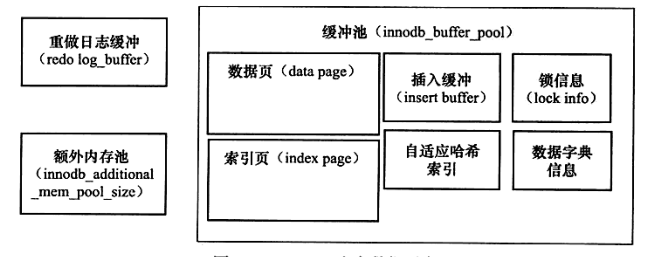 重做日志缓冲
（redo log_buffer）
额外内存池
（innodb_additional
_mem_pool_size）
缓冲池（innodb_buffer_pool）
数据页（data page）
插入缓冲
（insert buffer）
锁信息
（lock info）
索引页（index page）
自适应哈希
索引
数据字典
信息